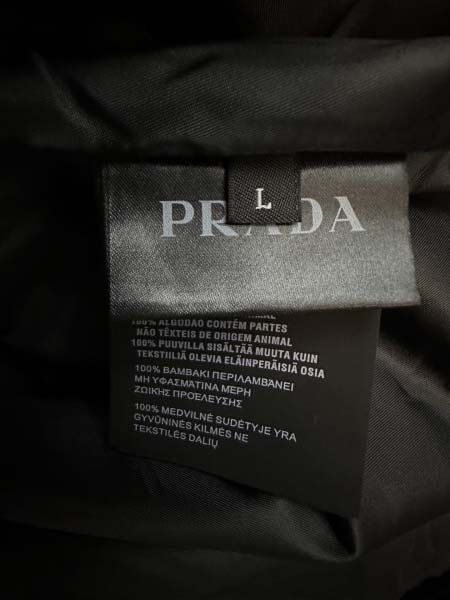 L
PRADA
100% ALGODÃO CONTÉM PARTES
NÃO TÊXTEIS DE ORIGEM ANIMAL
100% PUUVILLA SISÄLTÄÄ MUUTA KUIN
TEKSTIILIÄ OLEVIA ELÄINPERÄISIÄ OSIA
100% ΒΑΜΒΑΚΙ ΠΕΡΙΛΑΜΒΑΝΕΙ
ΜΗ ΥΦΑΣΜΑΤΙΝΑ ΜΕΡΗ
ΖΩΙΚΗΣ ΠΡΟΕΛΕΥΣΗΣ
100% MEDVILNĖ SUDĖTYJE YRA
GYVŪNINĖS KILMĖS NE
TEKSTILĖS DALIŲ